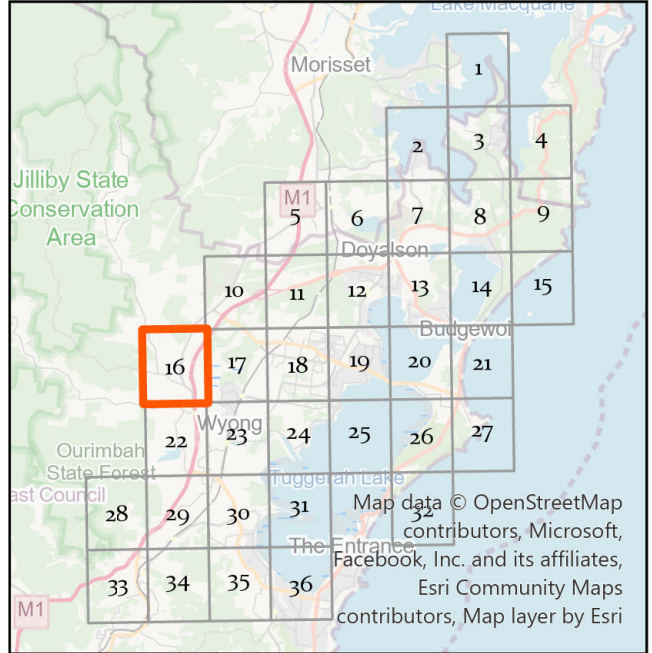 Lake Macquarie
Morisset
1
2
3
4
Jilliby State
Conservation
Area
M1
5
6
7
8
9
Doyalson
10
11
12
13
14
15
Budgewoi
16
17
18
19
20
21
Wyong
22
23
24
25
26
27
Ourimbah
State Forest
ast Council
Tuggerah Lake
28
29
30
31
32
The Entrance
33
34
35
36
M1
Map data © OpenStreetMap
contributors, Microsoft,
Facebook, Inc. and its affiliates,
Esri Community Maps
contributors, Map layer by Esri